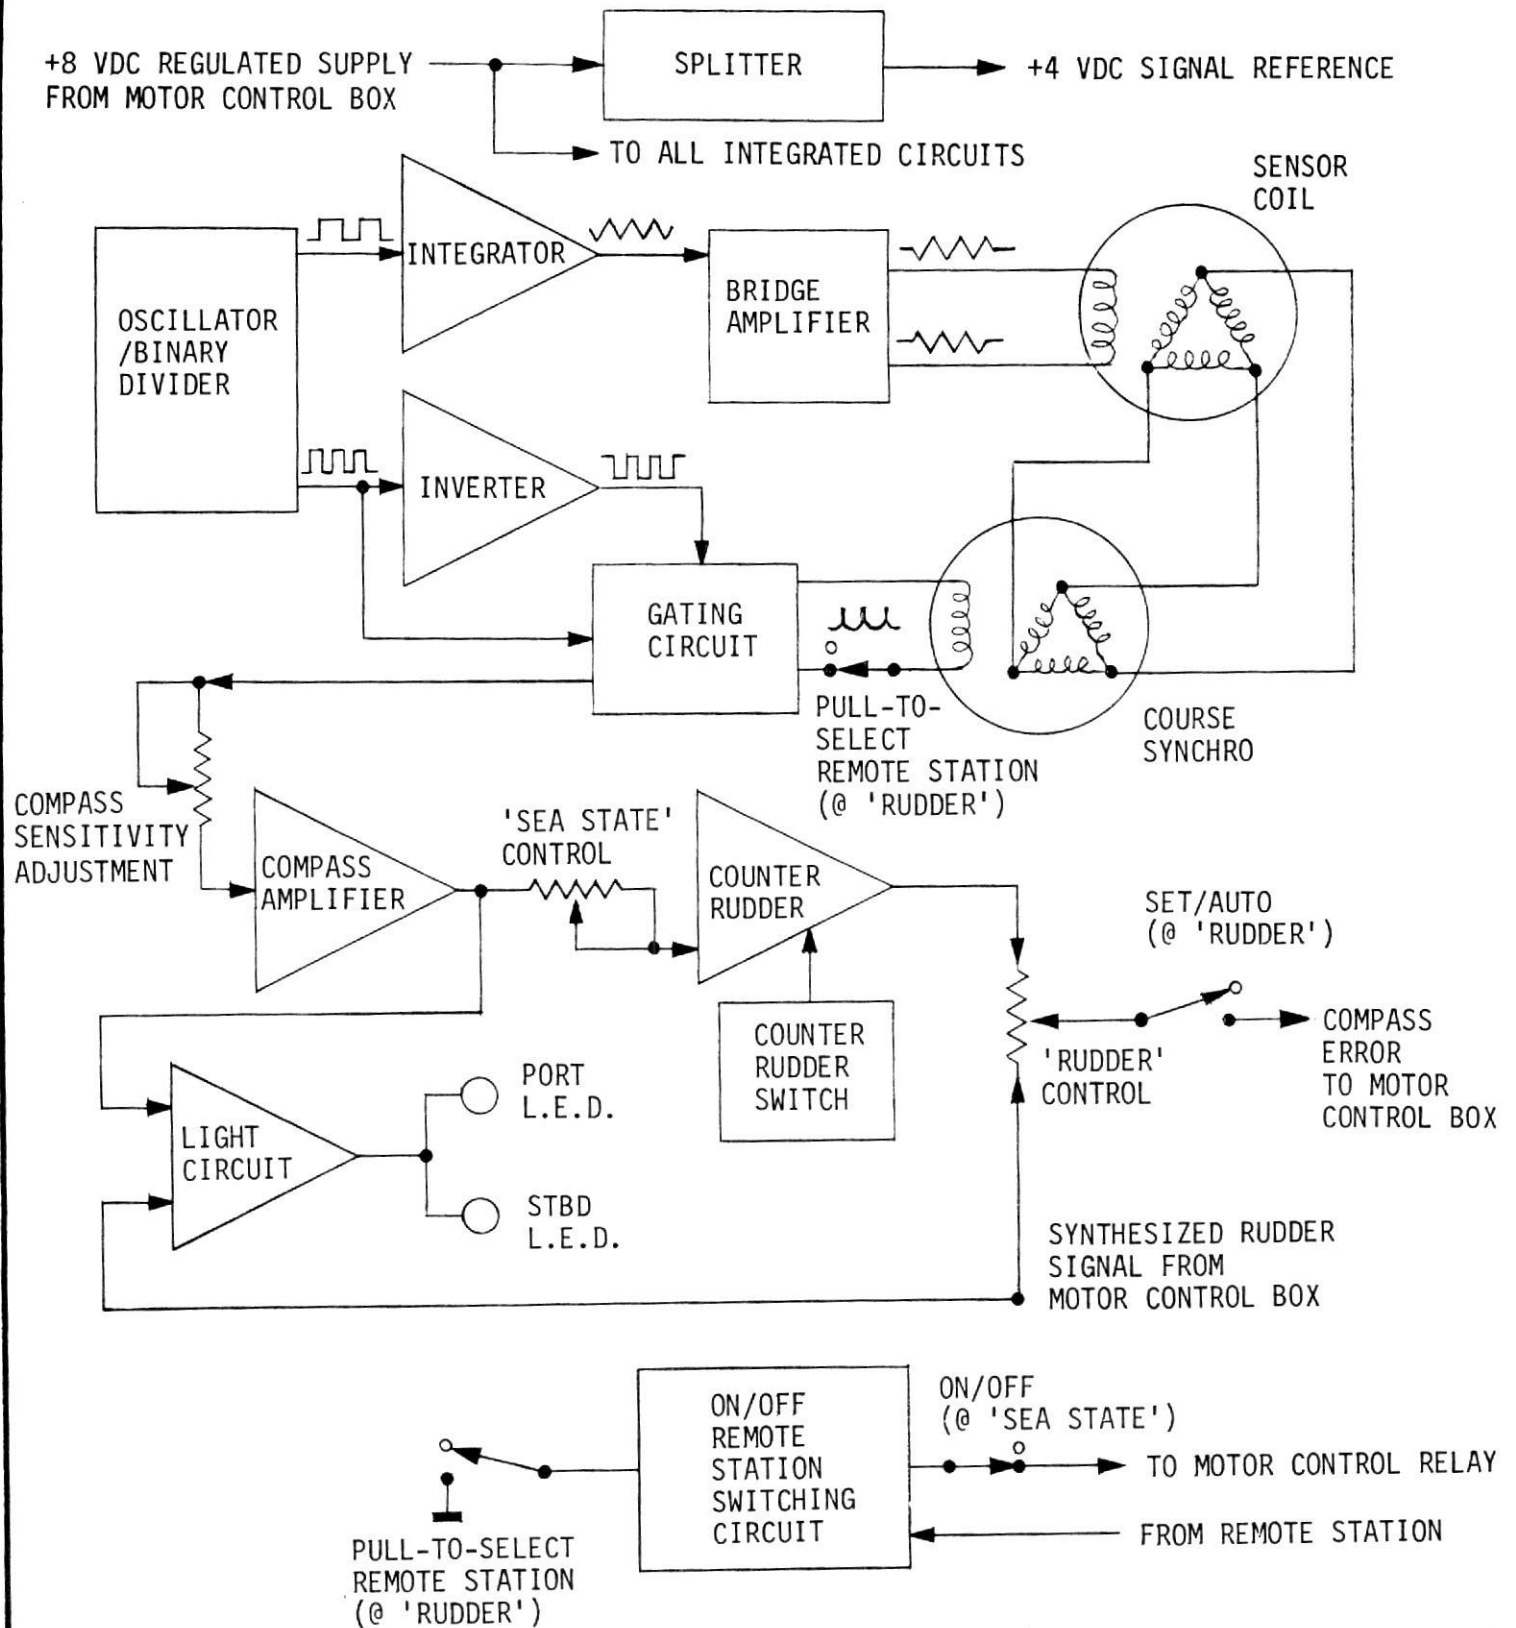 +8 VDC REGULATED SUPPLY
FROM MOTOR CONTROL BOX
SPLITTER
+4 VDC SIGNAL REFERENCE
TO ALL INTEGRATED CIRCUITS
SENSOR
COIL
OSCILLATOR
/BINARY
DIVIDER
INTEGRATOR
BRIDGE
AMPLIFIER
INVERTER
GATING
CIRCUIT
PULL-TO-
SELECT
REMOTE STATION
(@ 'RUDDER')
COURSE
SYNCHRO
COMPASS
SENSITIVITY
ADJUSTMENT
COMPASS
AMPLIFIER
'SEA STATE'
CONTROL
COUNTER
RUDDER
SET/AUTO
(@ 'RUDDER')
COUNTER
RUDDER
SWITCH
'RUDDER'
CONTROL
COMPASS
ERROR
TO MOTOR
CONTROL BOX
LIGHT
CIRCUIT
PORT
L.E.D.
STBD
L.E.D.
SYNTHESIZED RUDDER
SIGNAL FROM
MOTOR CONTROL BOX
ON/OFF
REMOTE
STATION
SWITCHING
CIRCUIT
ON/OFF
(@ 'SEA STATE')
TO MOTOR CONTROL RELAY
FROM REMOTE STATION
PULL-TO-SELECT
REMOTE STATION
(@ 'RUDDER')